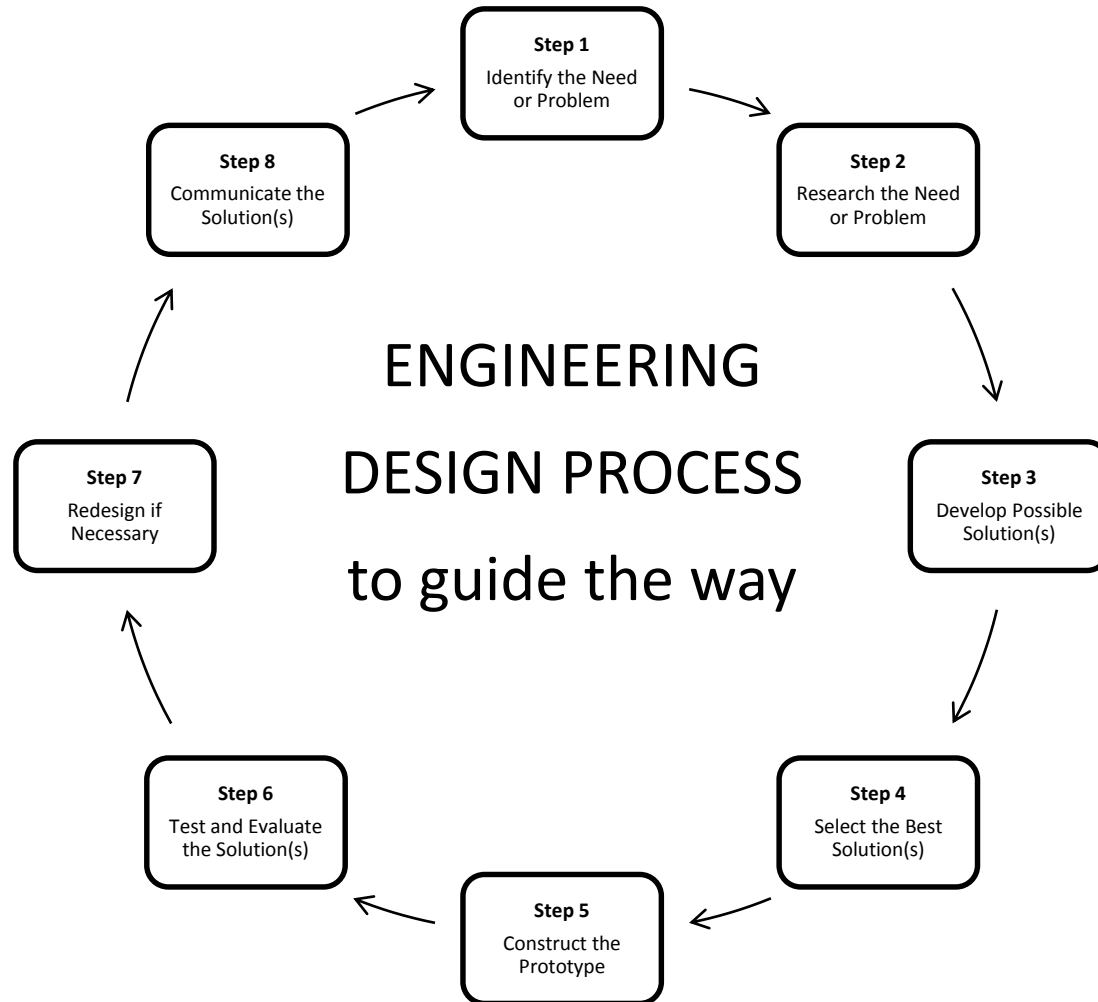 Step 1
Identify the Need
or Problem
Step 2
Research the Need
or Problem
Step 3
Develop Possible
Solution(s)
Step 4
Select the Best
Solution(s)
Step 5
Construct the
Prototype
Step 6
Test and Evaluate
the Solution(s)
Step 7
Redesign if
Necessary
Step 8
Communicate the
Solution(s)
ENGINEERING
DESIGN PROCESS
to guide the way